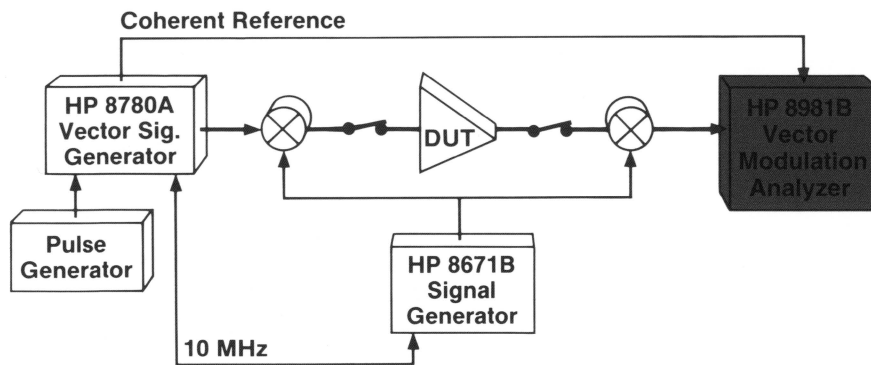 Coherent Reference
HP 8780A
Vector Sig.
Generator
DUT
HP 8981B
Vector
Modulation
Analyzer
Pulse
Generator
HP 8671B
Signal
Generator
10 MHz